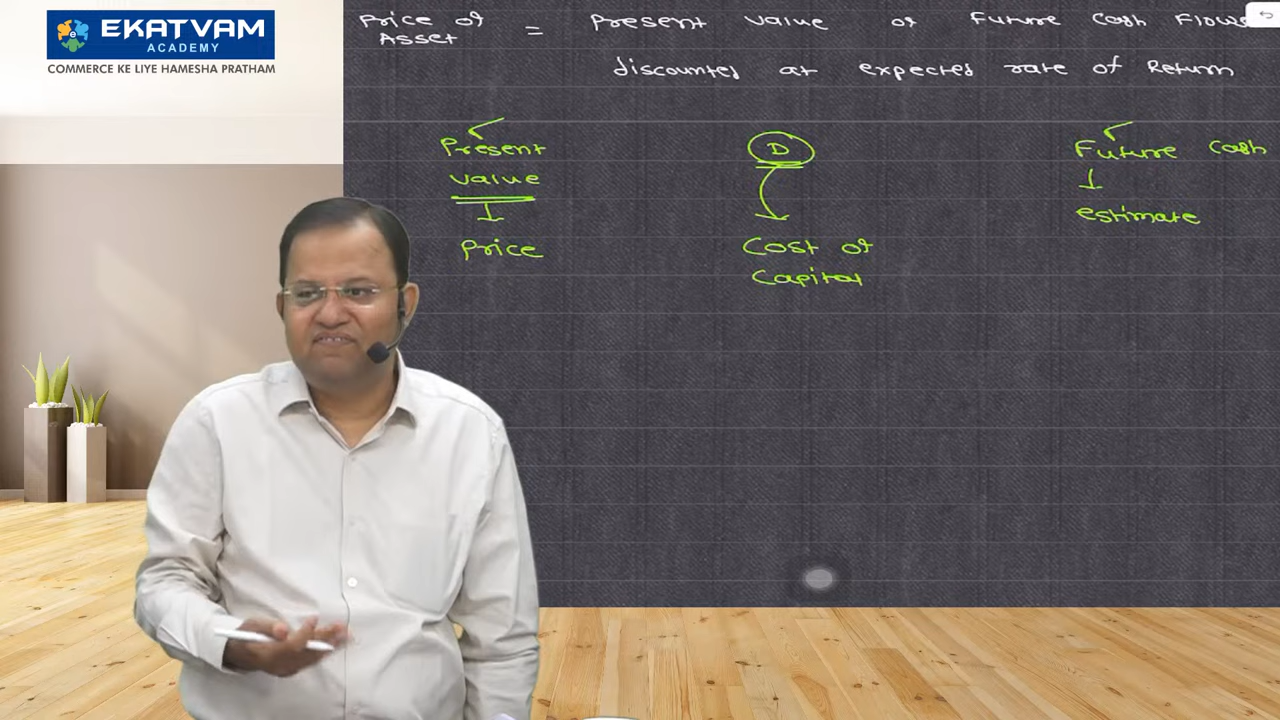 EKATVAM
ACADEMY
COMMERCE KE LIYE HAMESHA PRATHAM
Price of Asset = Present value of Future Cash Flows
discounted at expected rate of Return
Present value
Price
D
Cost of Capital
Future Cash
estimate